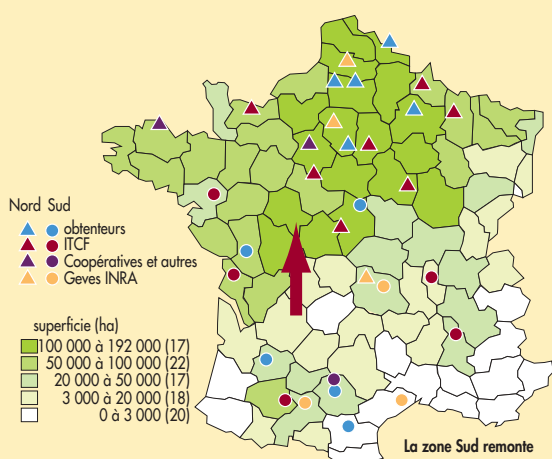 Nord Sud
obtenteurs
ITCF
Coopératives et autres
Geves INRA
superficie (ha)
100 000 à 192 000 (17)
50 000 à 100 000 (22)
20 000 à 50 000 (17)
3 000 à 20 000 (18)
0 à 3 000 (20)
La zone Sud remonte